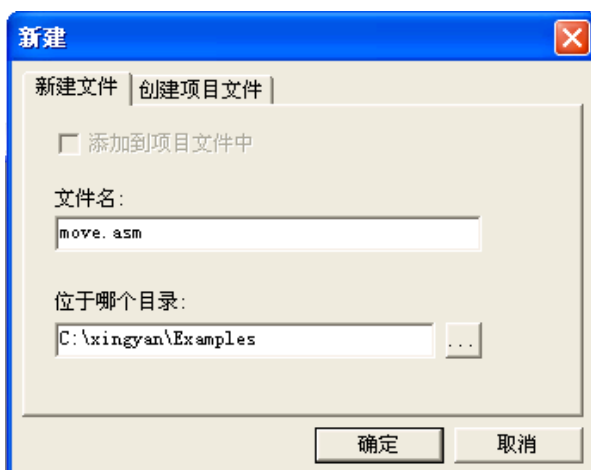 新建
新建文件 创建项目文件
添加到项目文件中
文件名:
move.asm
位于哪个目录:
C:\xingyan\Examples ...
确定 取消